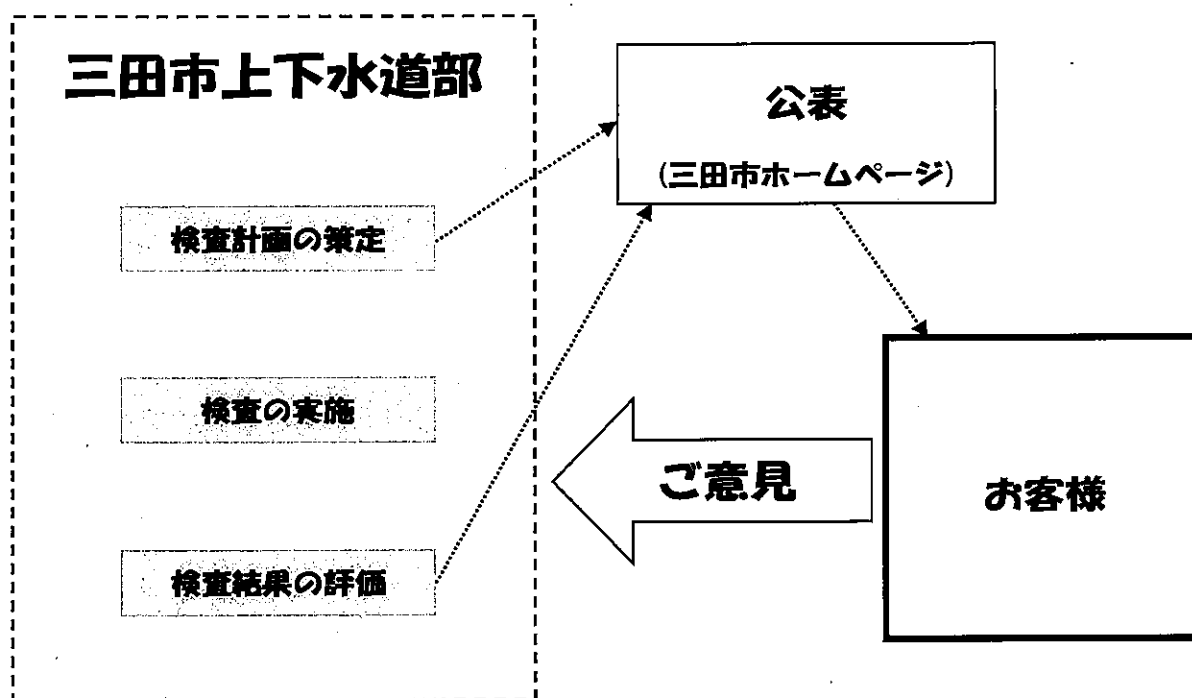 三田市上下水道部
公表
(三田市ホームページ)
検査計画の策定
検査の実施
ご意見
お客様
検査結果の評価